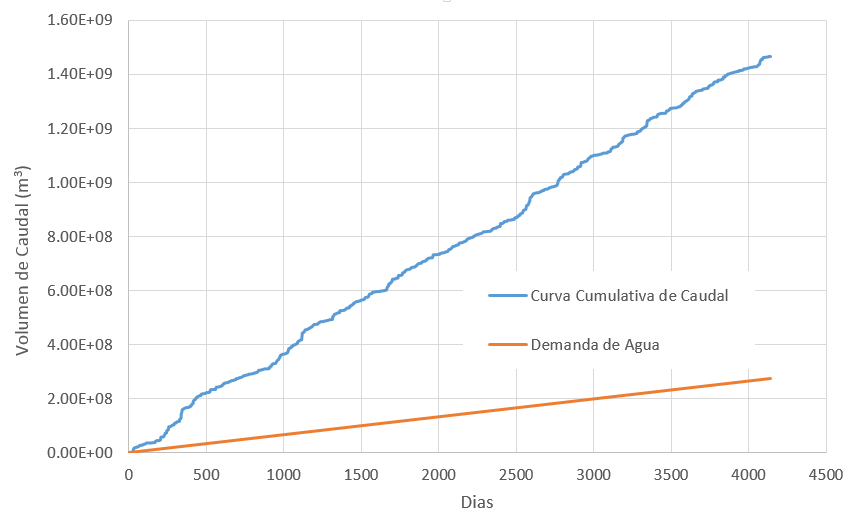 1.60E+09
1.40E+09
1.20E+09
1.00E+09
8.00E+08
6.00E+08
4.00E+08
2.00E+08
0.00E+00
Volumen de Caudal (m³)
Curva Cumulativa de Caudal
Demanda de Agua
0 500 1000 1500 2000 2500 3000 3500 4000 4500
Dias